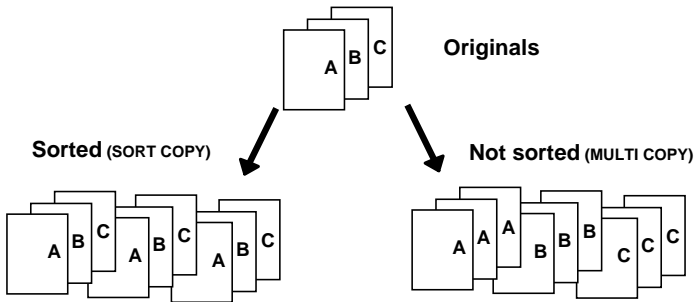 Originals
A B C
Sorted (SORT COPY)
Not sorted (MULTI COPY)
A B C A B C A B C
A A A B B B C C C